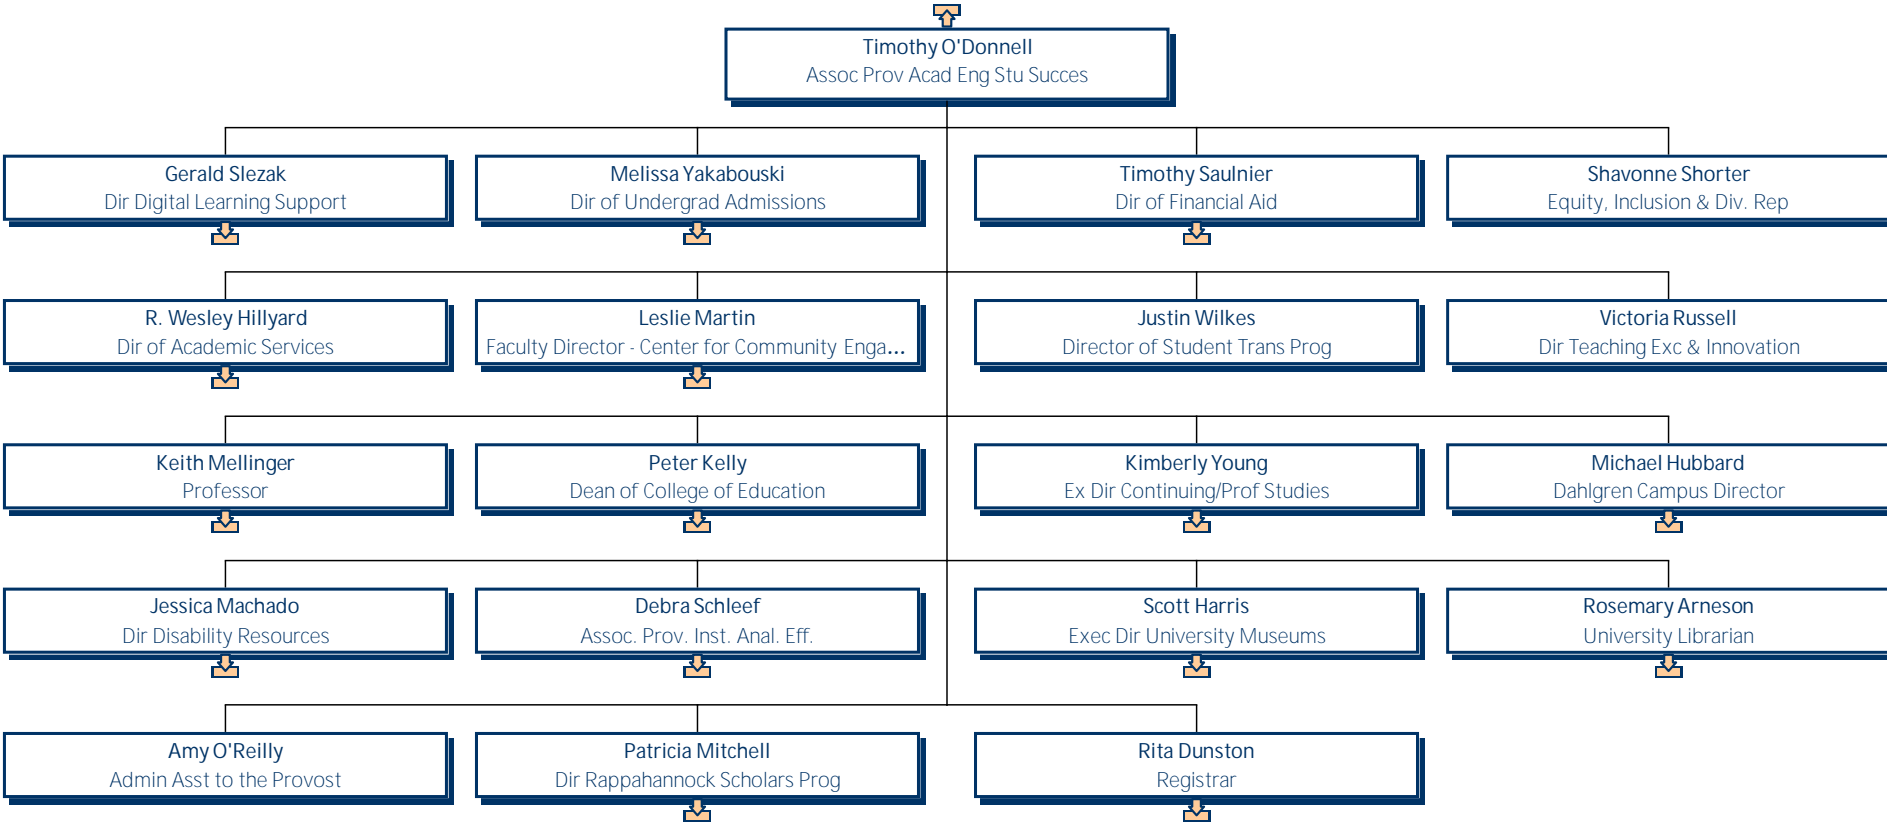 Timothy O'Donnell
Assoc Prov Acad Eng Stu Succes
Gerald Slezak
Dir Digital Learning Support
Melissa Yakabouski
Dir of Undergrad Admissions
Timothy Saulnier
Dir of Financial Aid
Shavonne Shorter
Equity, Inclusion & Div. Rep
R. Wesley Hillyard
Dir of Academic Services
Leslie Martin
Faculty Director - Center for Community Enga...
Justin Wilkes
Director of Student Trans Prog
Victoria Russell
Dir Teaching Exc & Innovation
Keith Mellinger
Professor
Peter Kelly
Dean of College of Education
Kimberly Young
Ex Dir Continuing/Prof Studies
Michael Hubbard
Dahlgren Campus Director
Jessica Machado
Dir Disability Resources
Debra Schleef
Assoc. Prov. Inst. Anal. Eff.
Scott Harris
Exec Dir University Museums
Rosemary Arneson
University Librarian
Amy O'Reilly
Admin Asst to the Provost
Patricia Mitchell
Dir Rappahannock Scholars Prog
Rita Dunston
Registrar